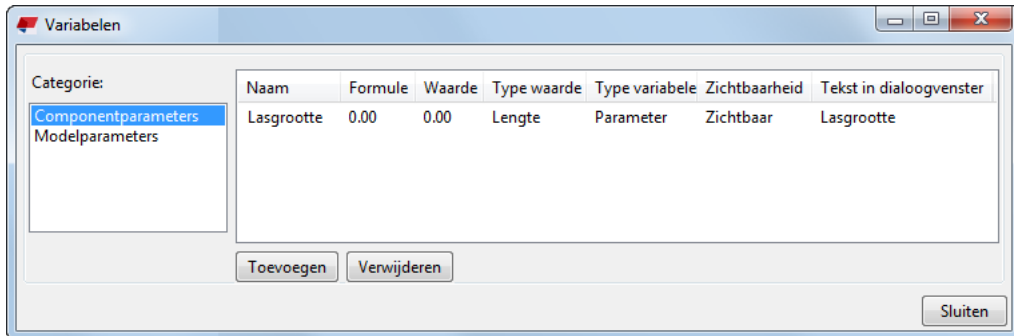 Variabelen
Categorie:
Componentparameters
Modelparameters
Naam Formule Waarde Type waarde Type variabele Zichtbaarheid Tekst in dialoogvenster
Lasgrootte 0.00 0.00 Lengte Parameter Zichtbaar Lasgrootte
Toevoegen Verwijderen
Sluiten